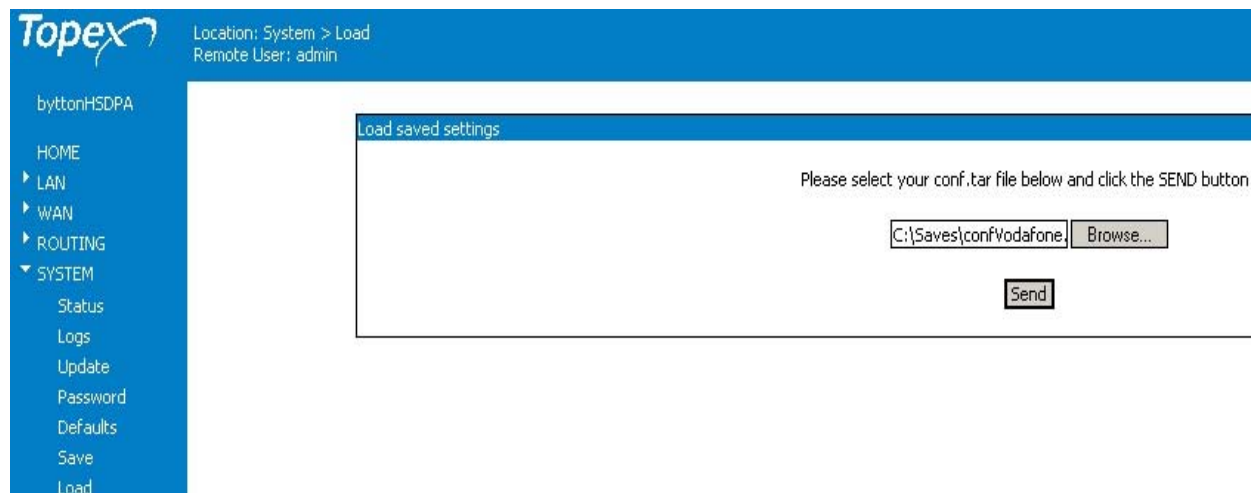 Topex
Location: System > Load
Remote User: admin
byttonHSDPA
HOME
LAN
WAN
ROUTING
SYSTEM
Status
Logs
Update
Password
Defaults
Save
Load
Load saved settings
Please select your conf.tar file below and click the SEND button
C:\Saves\confVodafone. Browse...
Send